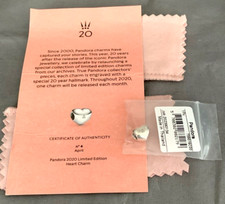 20
Since 2000, Pandora charms have
captured your stories. This year, 20 years
after the release of the iconic Pandora
jewelry, we celebrate by relaunching a
special collection of limited edition charms
from our archives. True Pandora collectors'
pieces, each charm is engraved with a
special 20 year hallmark. Throughout 2020,
one charm will be released each month.
CERTIFICATE OF AUTHENTICITY
April
Pandora 2020 Limited Edition
Heart Charm
Pandora